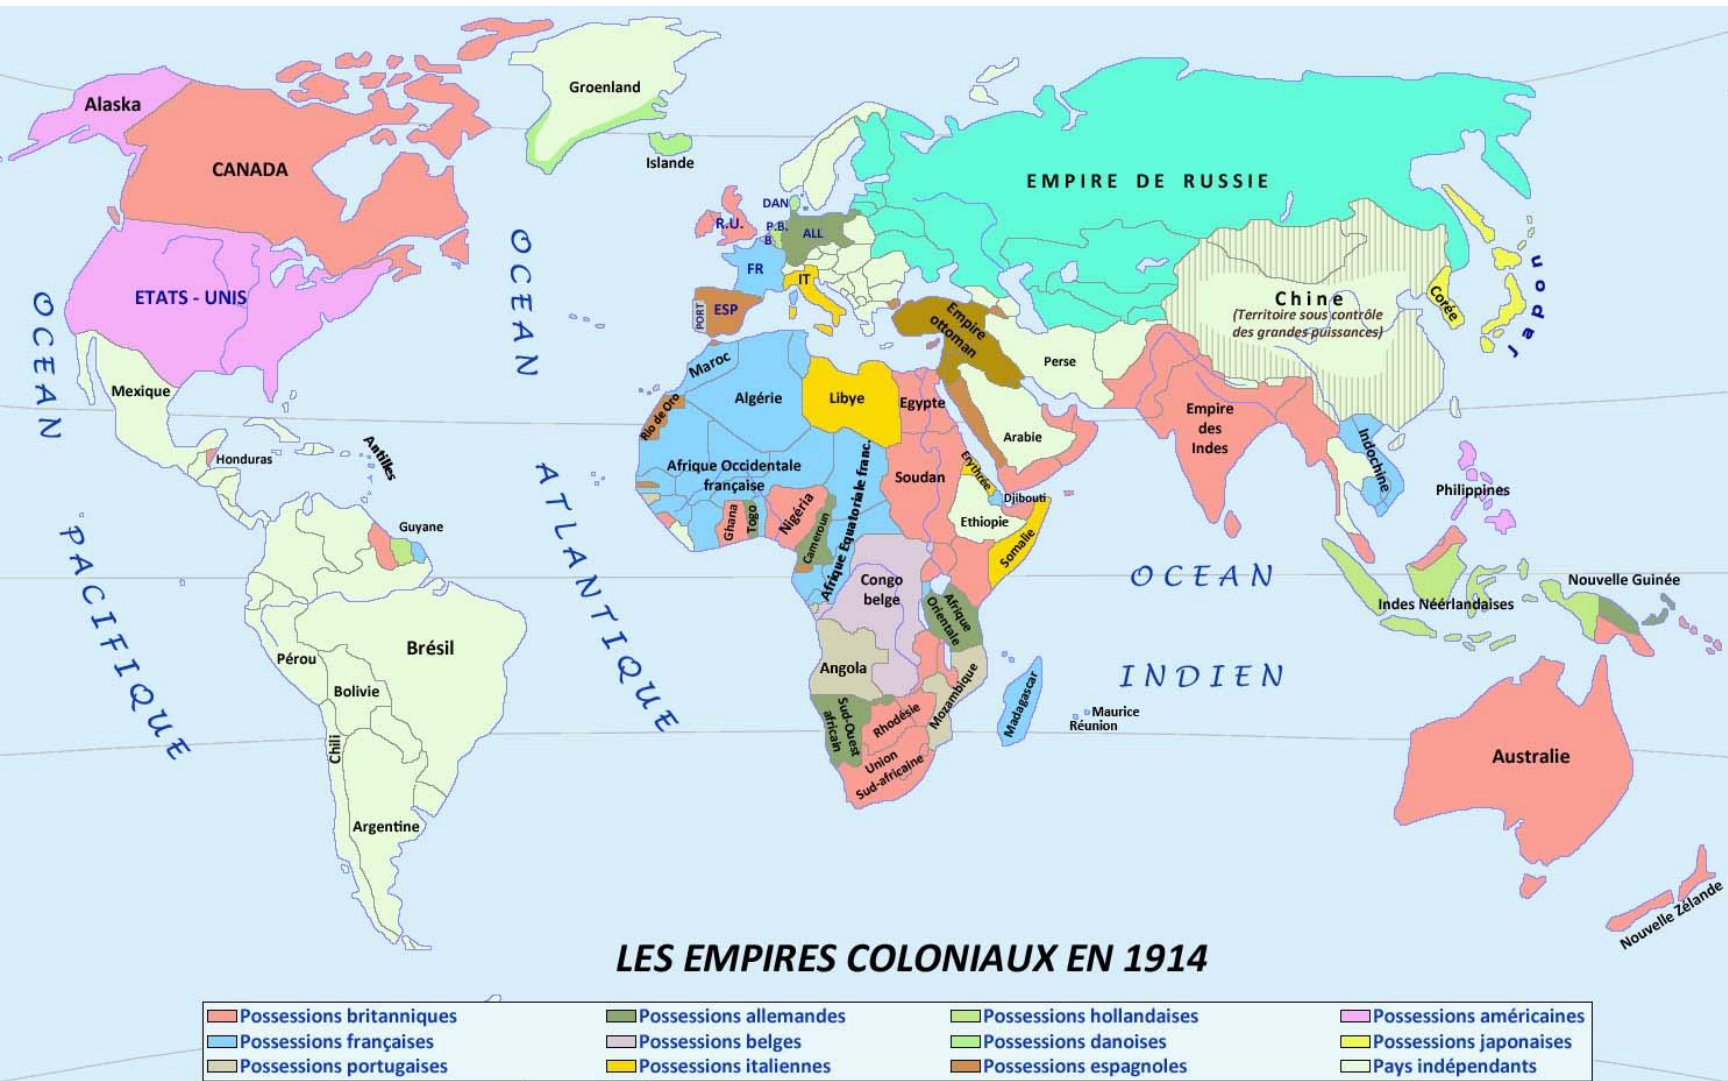 Groenland
Alaska
Islande
CANADA
EMPIRE DE RUSSIE
DAN
R.U.
P.B.
B
ALL
FR
IT
PORT
ESP
ETATS - UNIS
OCEAN
PACIFIQUE
OCEAN
ATLANTIQUE
Empire
ottoman
Perse
Chine
(Territoire sous contrôle
des grandes puissances)
Corée
Japon
Mexique
Honduras
Antilles
Guyane
Maroc
Algérie
Libye
Egypte
Rio de Oro
Arabie
Empire
des
Indes
Indochine
Philippines
Afrique Occidentale
française
Afrique Equatoriale franc.
Soudan
Erythrée
Djibouti
Ethiopie
Somalie
Ghana
Togo
Nigéria
Cameroun
Congo
belge
Afrique
Orientale
OCEAN
INDIEN
Nouvelle Guinée
Indes Néérlandaises
Brésil
Pérou
Bolivie
Chili
Argentine
Angola
Mozambique
Madagascar
Maurice
Réunion
Sud-Ouest
africain
Rhodésie
Union
Sud-africaine
Australie
Nouvelle Zélande
LES EMPIRES COLONIAUX EN 1914
Possessions britanniques
Possessions allemandes
Possessions hollandaises
Possessions américaines
Possessions françaises
Possessions belges
Possessions danoises
Possessions japonaises
Possessions portugaises
Possessions italiennes
Possessions espagnoles
Pays indépendants